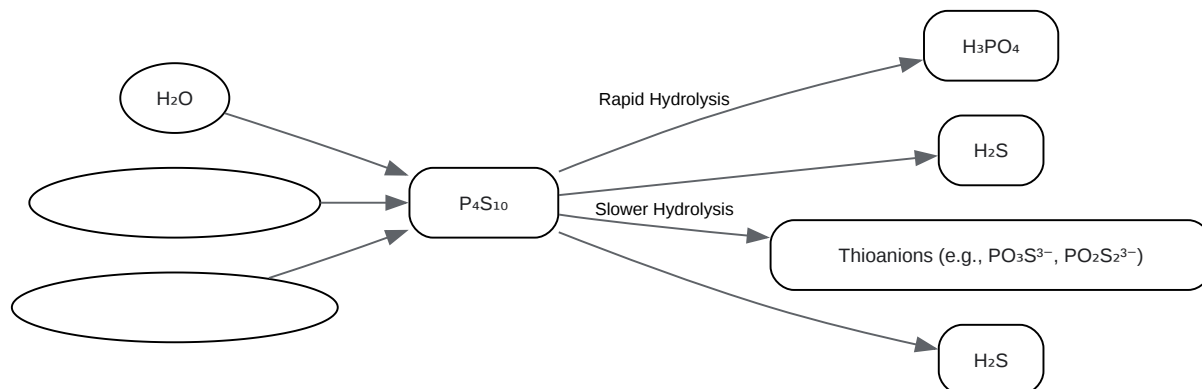 H₂O
P₄S₁₀
Rapid Hydrolysis
H₃PO₄
H₂S
Slower Hydrolysis
Thioanions (e.g., PO₃S³⁻, PO₂S₂³⁻)
H₂S